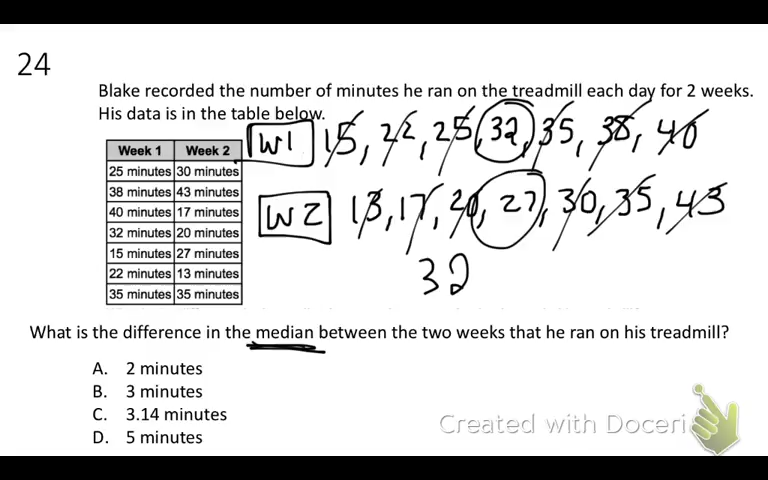 24
Blake recorded the number of minutes he ran on the treadmill each day for 2 weeks.
His data is in the table below.
W1 15, 22, 25, 32, 35, 38, 40
Week 1 Week 2
25 minutes 30 minutes
38 minutes 43 minutes
40 minutes 17 minutes
32 minutes 20 minutes
15 minutes 27 minutes
22 minutes 13 minutes
35 minutes 35 minutes
W2 13, 17, 20, 27, 30, 35, 43
32
What is the difference in the median between the two weeks that he ran on his treadmill?
A. 2 minutes
B. 3 minutes
C. 3.14 minutes
D. 5 minutes
Created with Doceri